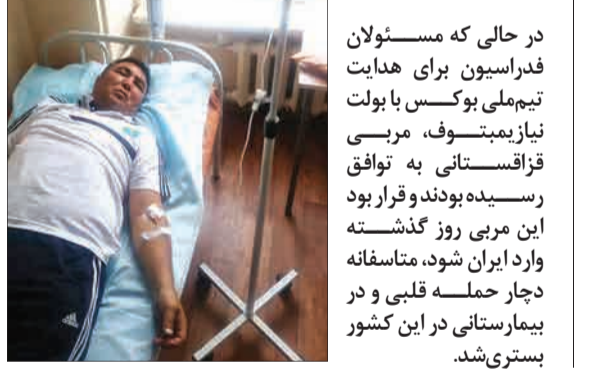 در حالی که مسئولان
فدراسیون برای هدایت
تیم‌ملی بوکس با بولت
نیازیمبتوف، مربی
قزاقستانی به توافق
رسیده بودند و قرار بود
این مربی روز گذشته
وارد ایران شود، متاسفانه
دچار حمله قلبی و در
بیمارستانی در این کشور
بستری‌شد.